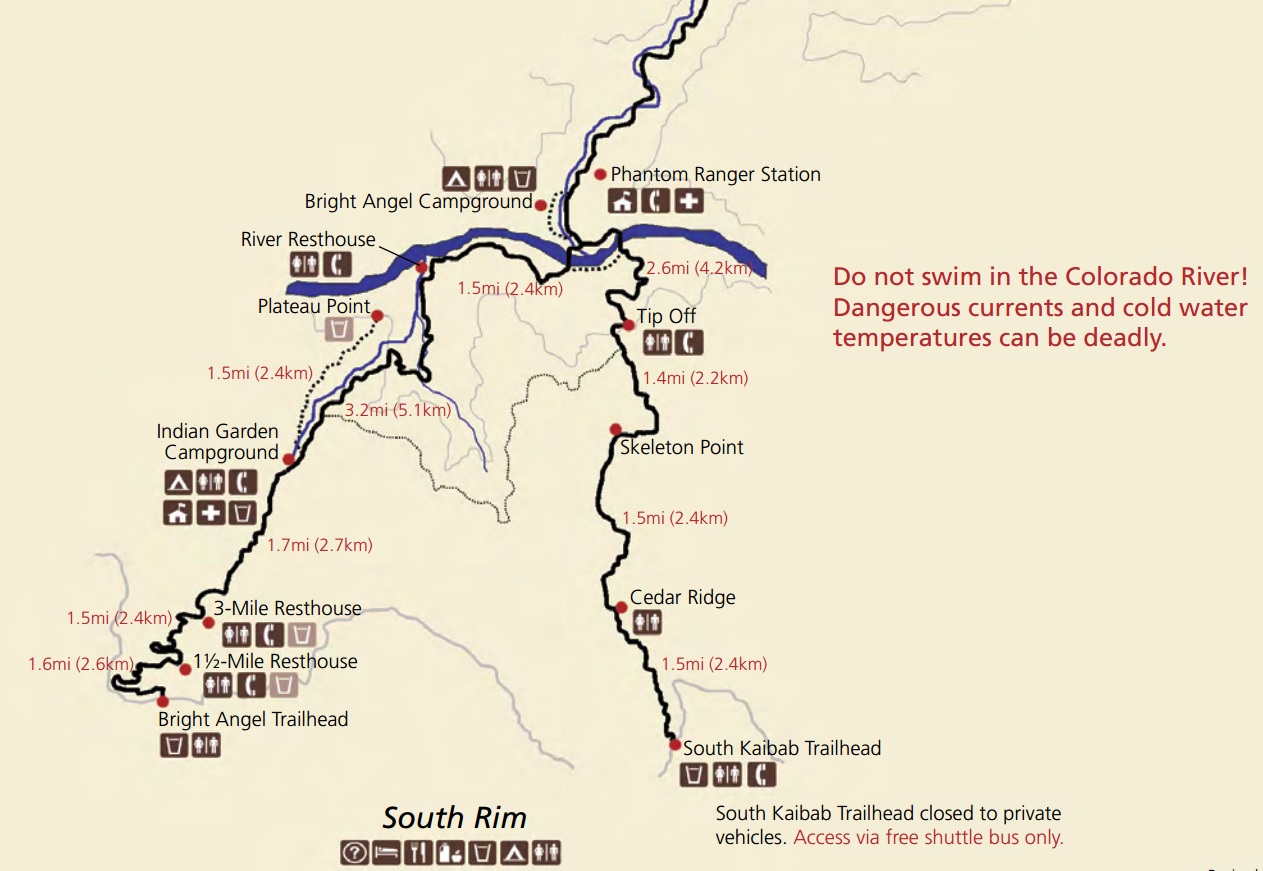 Phantom Ranger Station
Bright Angel Campground
River Resthouse
2.6mi (4.2km)
1.5mi (2.4km)
Do not swim in the Colorado River!
Dangerous currents and cold water
temperatures can be deadly.
Plateau Point
Tip Off
1.5mi (2.4km)
1.4mi (2.2km)
3.2mi (5.1km)
Indian Garden
Campground
Skeleton Point
1.5mi (2.4km)
1.7mi (2.7km)
Cedar Ridge
3-Mile Resthouse
1.5mi (2.4km)
1½-Mile Resthouse
1.6mi (2.6km)
1.5mi (2.4km)
Bright Angel Trailhead
South Kaibab Trailhead
South Rim
?
South Kaibab Trailhead closed to private
vehicles. Access via free shuttle bus only.